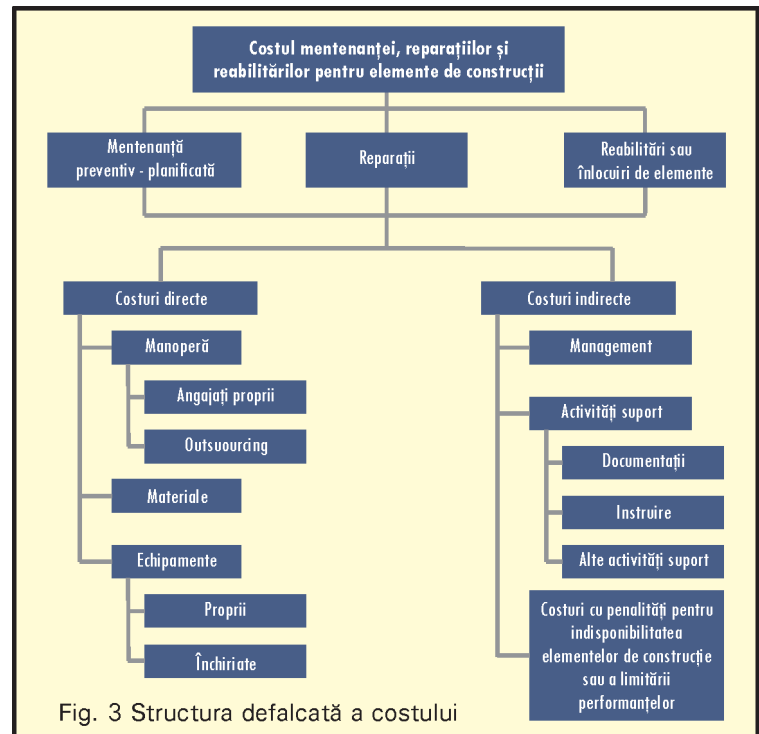 Costul mentenanței, reparațiilor și
reabilitărilor pentru elemente de construcții
Mentenanță
preventiv - planificată
Reparații
Reabilitări sau
înlocuiri de elemente
Costuri directe
Manoperă
Angajați proprii
Outsuourcing
Materiale
Echipamente
Proprii
Închiriate
Costuri indirecte
Management
Activități suport
Documentații
Instruire
Alte activități suport
Costuri cu penalități pentru
indisponibilitatea
elementelor de construcție
sau a limitării
performanțelor
Fig. 3 Structura defalcată a costului